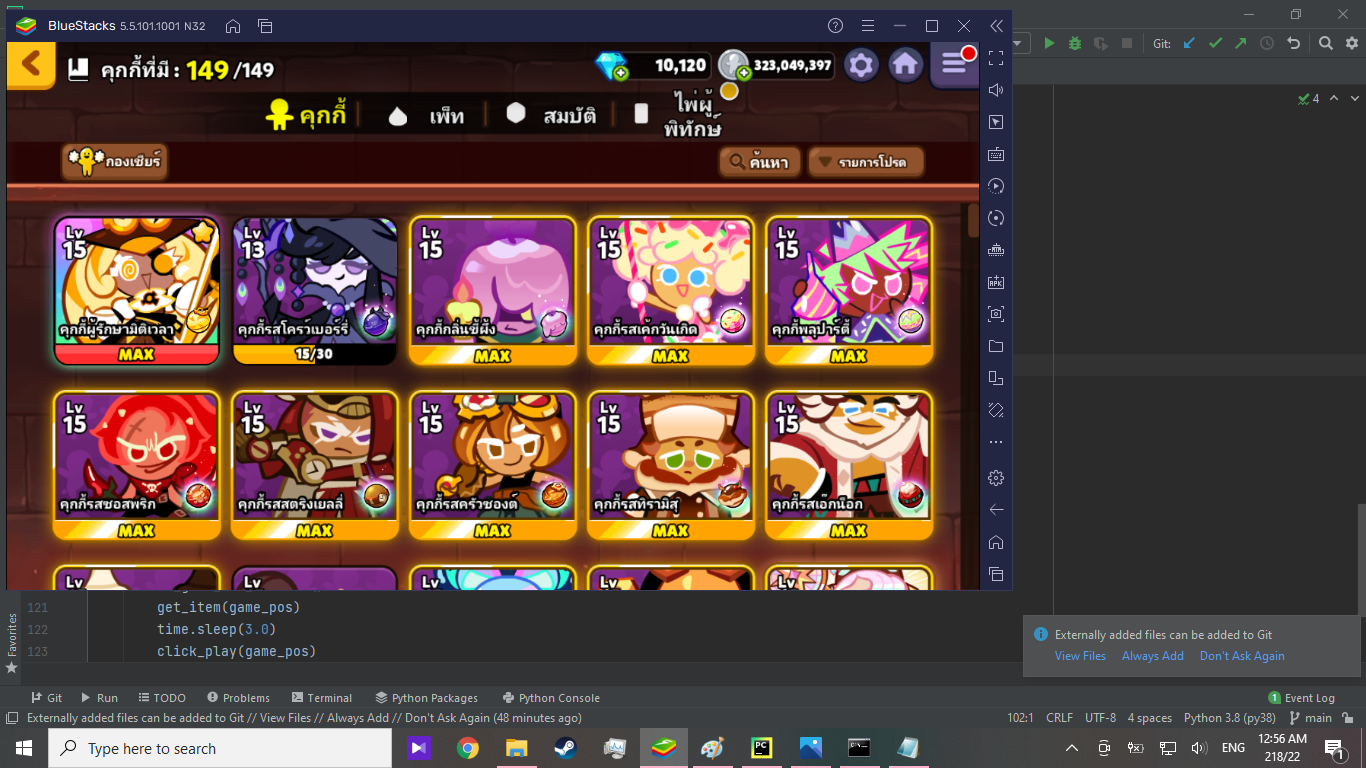 BlueStacks 5.5.101.1001 N32
คุกกี้ที่มี : 149 /149
10,120
323,049,397
คุกกี้
เพ็ท
สมบัติ
ไพ่ผู้
พิทักษ์
กองเชียร์
ค้นหา
รายการโปรด
Lv
15
คุกกี้ผู้รักษามิติเวลา
MAX
Lv
13
คุกกี้รสโครวเบอร์รี่
15/30
Lv
15
คุกกี้กลิ่นขี้ผึ้ง
MAX
Lv
15
คุกกี้รสเค้กวันเกิด
MAX
Lv
15
คุกกี้พลุปาร์ตี้
MAX
Lv
15
คุกกี้รสซอสพริก
MAX
Lv
15
คุกกี้รสสตริงเยลลี่
MAX
Lv
15
คุกกี้รสครัวซองต์
MAX
Lv
15
คุกกี้รสทิรามิสุ
MAX
Lv
15
คุกกี้รสเอ้กน็อก
MAX
Lv
Lv
Lv
Lv
Lv
Git:
4
121 get_item(game_pos)
122 time.sleep(3.0)
123 click_play(game_pos)
Favorites
Externally added files can be added to Git
View Files Always Add Don't Ask Again
Git Run TODO Problems Terminal Python Packages Python Console
1 Event Log
Externally added files can be added to Git // View Files // Always Add // Don't Ask Again (48 minutes ago)
102:1 CRLF UTF-8 4 spaces Python 3.8 (py38) main
Type here to search
ENG
12:56 AM
218/22
1